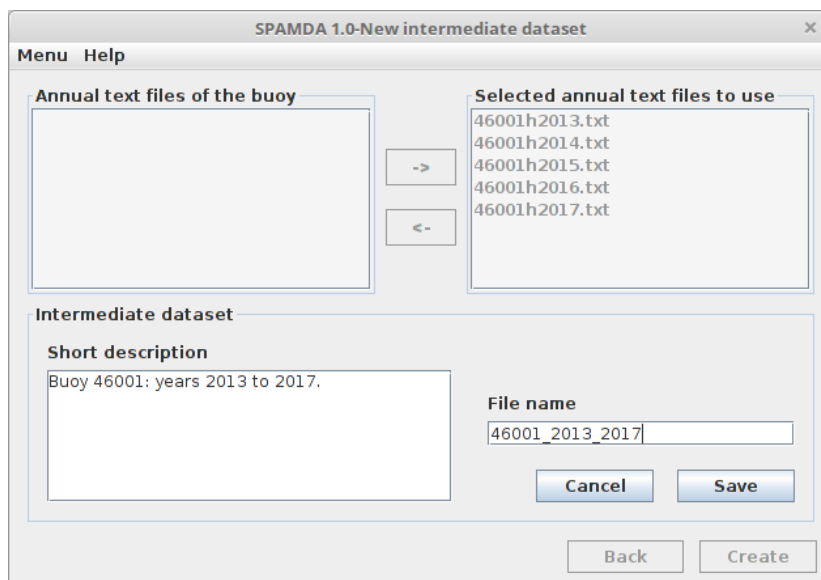 SPAMDA 1.0-New intermediate dataset ×
Menu Help
Annual text files of the buoy
Selected annual text files to use
46001h2013.txt
46001h2014.txt
46001h2015.txt
46001h2016.txt
46001h2017.txt
->
<-
Intermediate dataset
Short description
Buoy 46001: years 2013 to 2017.
File name
46001_2013_2017
Cancel Save
Back Create